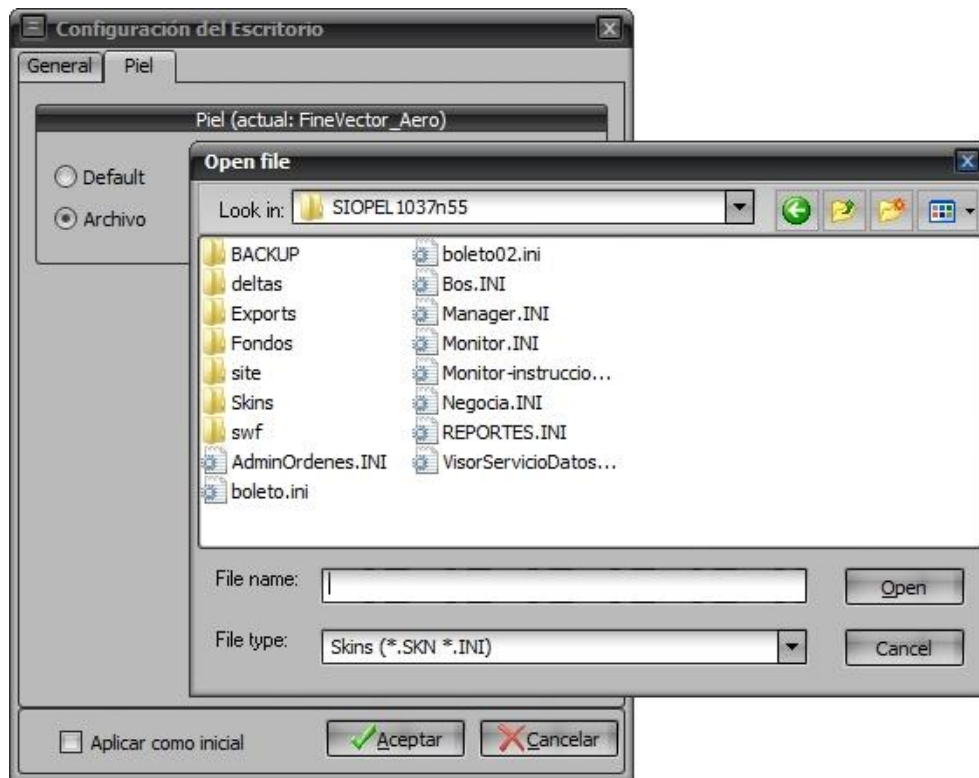 Configuración del Escritorio
General Piel
Piel (actual: FineVector_Aero)
Default
Archivo
Open file
Look in: SIOPEL1037n55
BACKUP
deltas
Exports
Fondos
site
Skins
swf
AdminOrdenes.INI
boleto.ini
boleto02.ini
Bos.INI
Manager.INI
Monitor.INI
Monitor-instruccio...
Negocia.INI
REPORTES.INI
VisorServicioDatos...
File name:
Open
File type: Skins (*.SKN *.INI)
Cancel
Aplicar como inicial
Aceptar
Cancelar